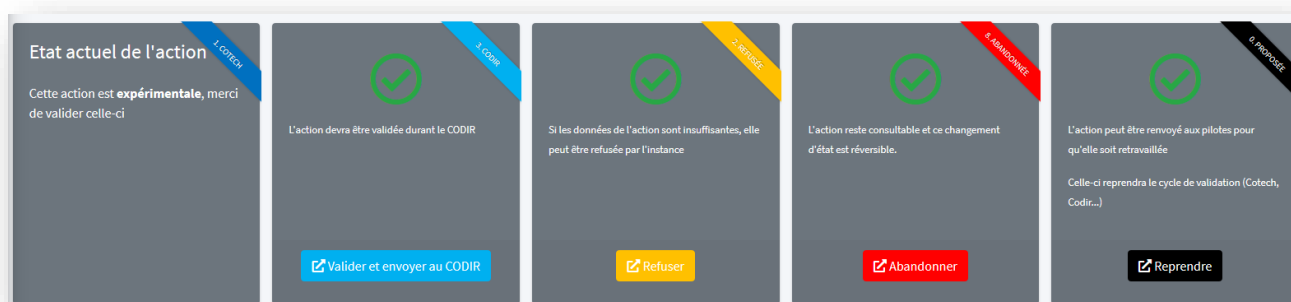 Etat actuel de l'action
1. COTECH
Cette action est expérimentale, merci
de valider celle-ci
3. CODIR
L'action devra être validée durant le CODIR
Valider et envoyer au CODIR
2. REFUSÉE
Si les données de l'action sont insuffisantes, elle
peut être refusée par l'instance
Refuser
8. ABANDONNÉE
L'action reste consultable et ce changement
d'état est réversible.
Abandonner
0. PROPOSÉE
L'action peut être renvoyé aux pilotes pour
qu'elle soit retravaillée
Celle-ci reprendra le cycle de validation (Cotech,
Codir...)
Reprendre